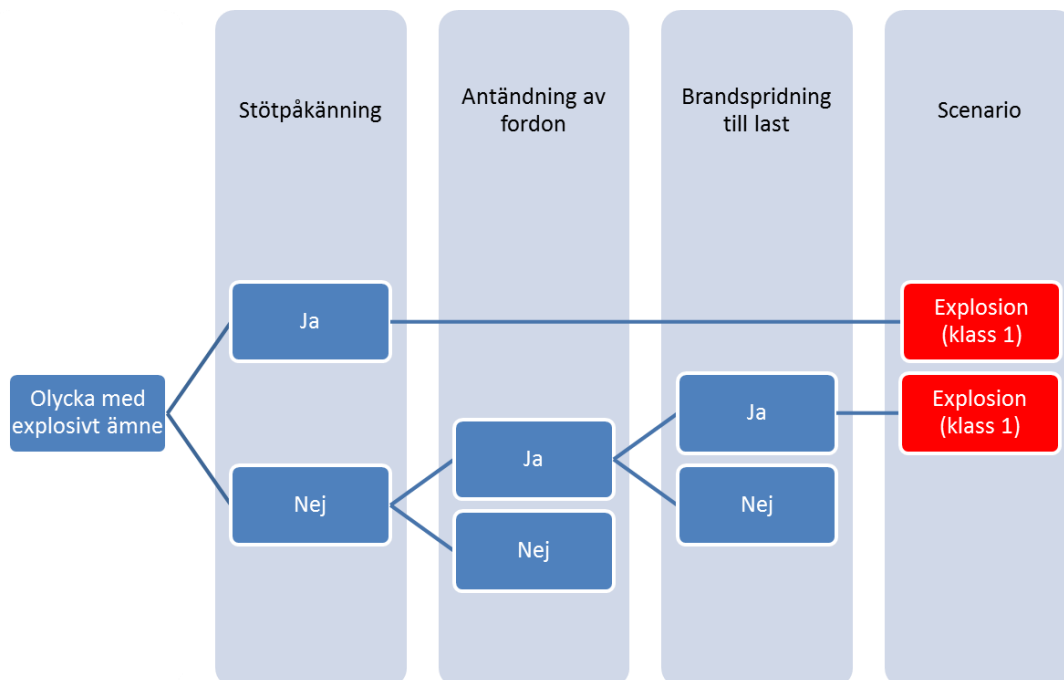 Stötpåkänning
Antändning av
fordon
Brandspridning
till last
Scenario
Ja
Explosion
(klass 1)
Olycka med
explosivt ämne
Ja
Explosion
(klass 1)
Ja
Nej
Nej
Nej